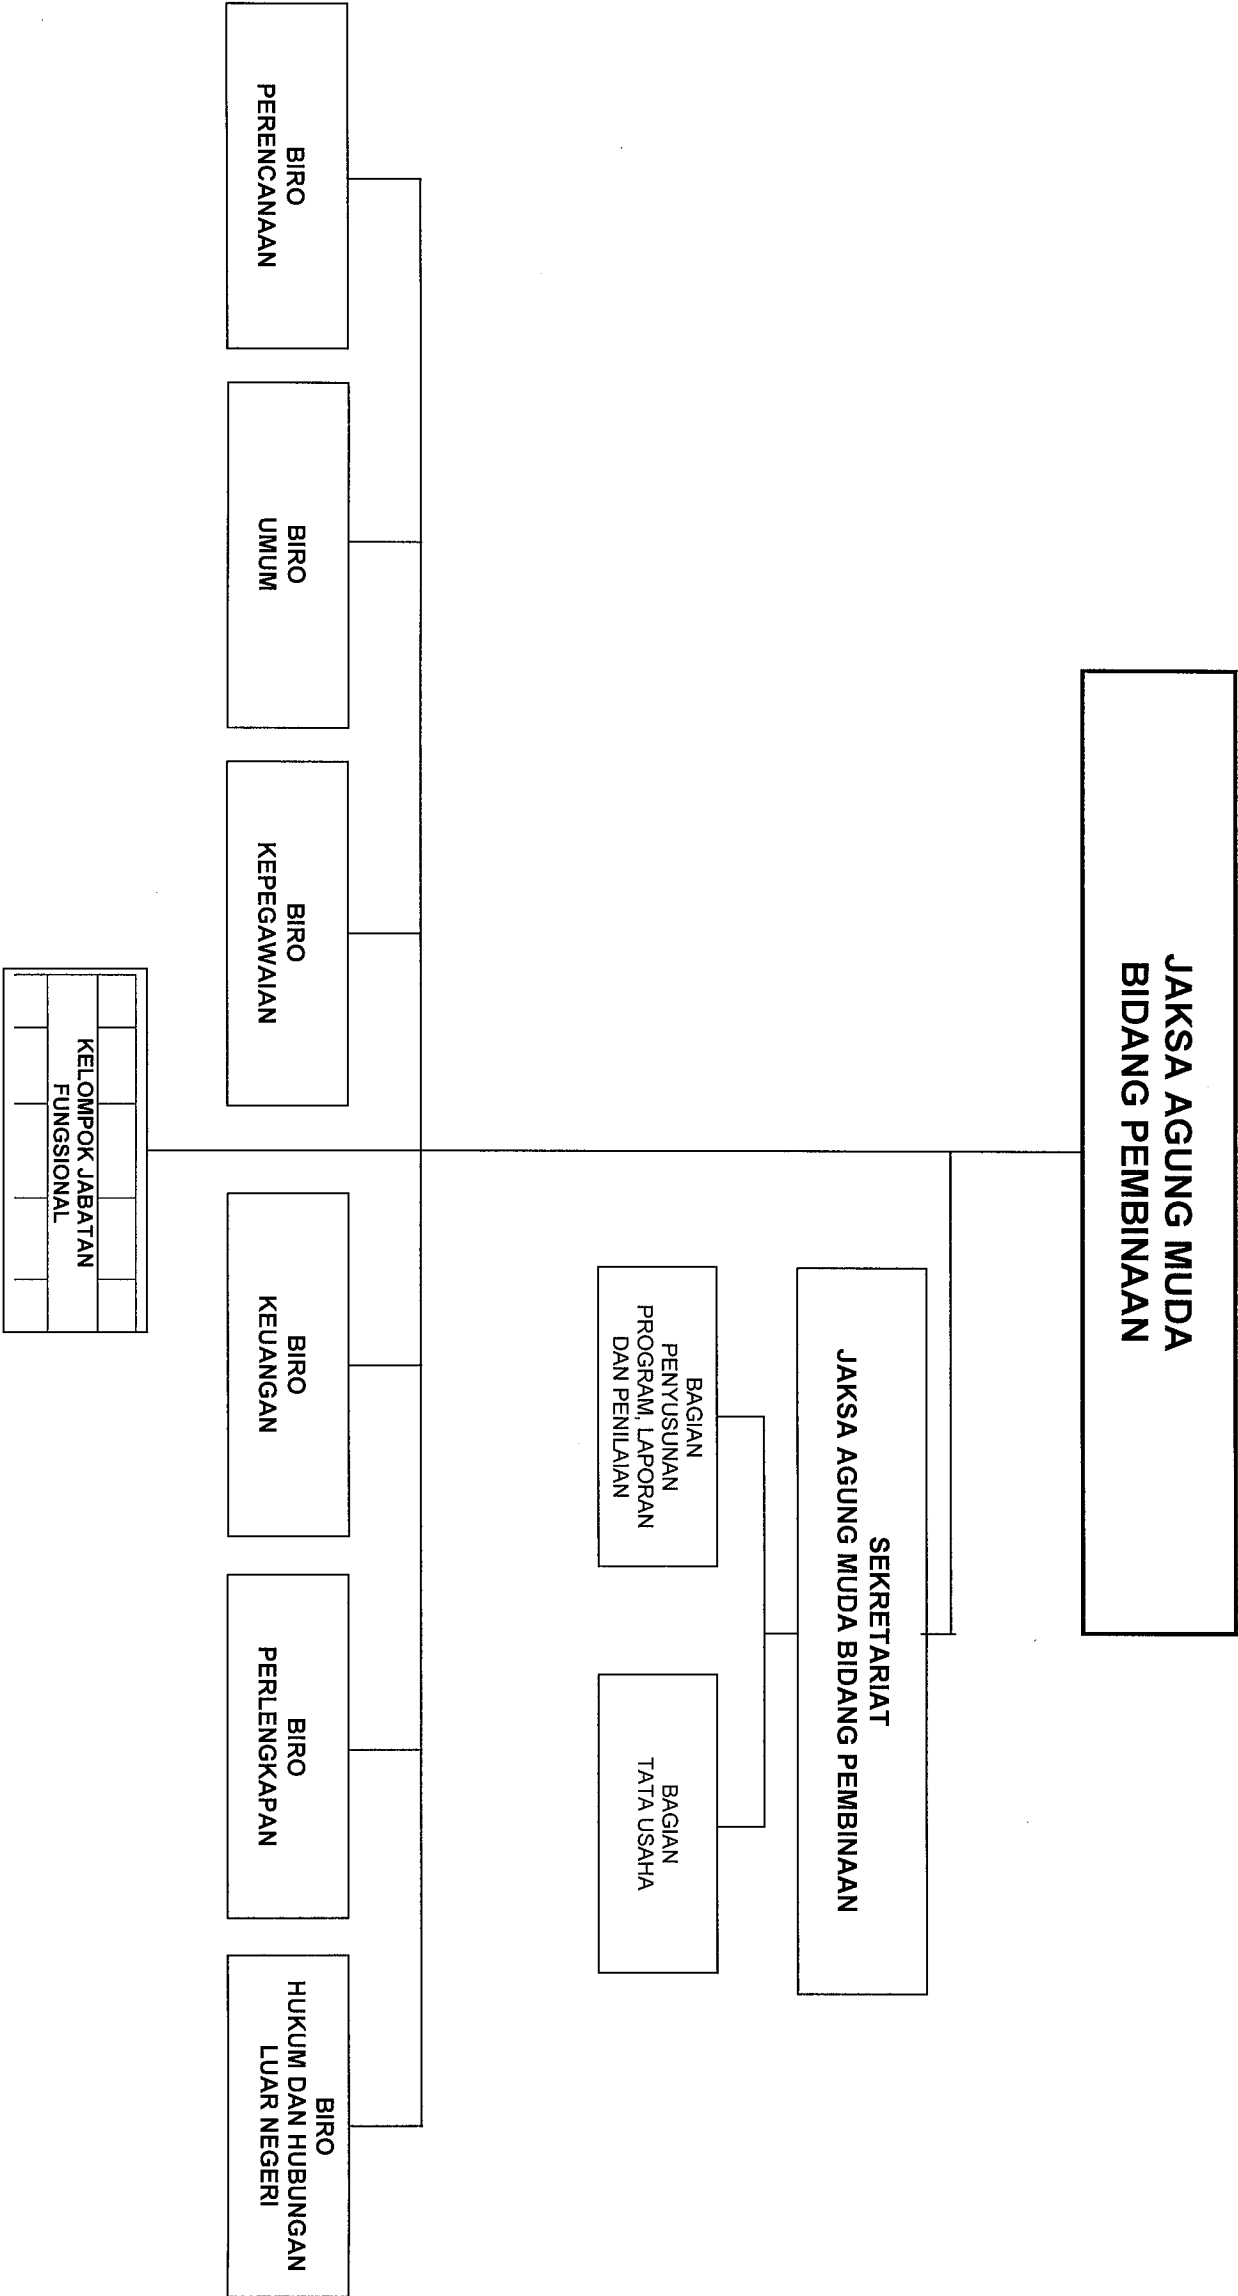 JAKSA AGUNG MUDA
BIDANG PEMBINAAN
SEKRETARIAT
JAKSA AGUNG MUDA BIDANG PEMBINAAN
BAGIAN
PENYUSUNAN
PROGRAM, LAPORAN
DAN PENILAIAN
BAGIAN
TATA USAHA
BIRO
PERENCANAAN
BIRO
UMUM
BIRO
KEPEGAWAIAN
BIRO
KEUANGAN
BIRO
PERLENGKAPAN
BIRO
HUKUM DAN HUBUNGAN
LUAR NEGERI
KELOMPOK JABATAN
FUNGSIONAL